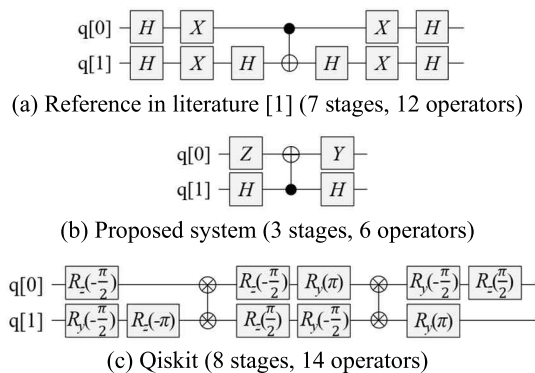 q[0] H X X H
q[1] H X H H X H
(a) Reference in literature [1] (7 stages, 12 operators)
q[0] Z Y
q[1] H H
(b) Proposed system (3 stages, 6 operators)
q[0] R_z(-π/2) R_y(-π/2) R_y(π) R_y(-π/2) R_z(π/2)
q[1] R_y(-π/2) R_z(-π) R_z(π/2) R_y(-π/2) R_y(π)
(c) Qiskit (8 stages, 14 operators)